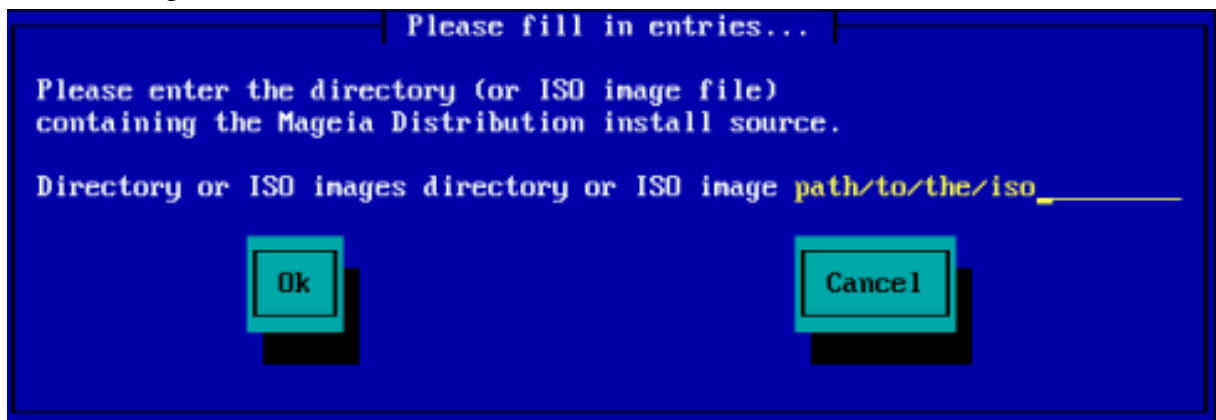 Please fill in entries...
Please enter the directory (or ISO image file)
containing the Mageia Distribution install source.
Directory or ISO images directory or ISO image path/to/the/iso_
Ok Cancel